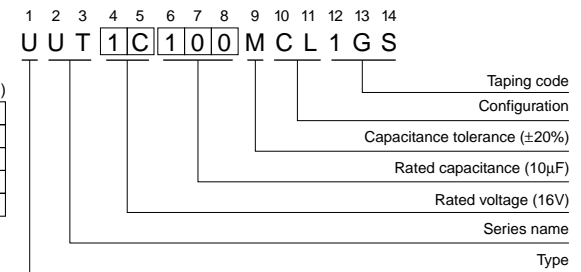 1 2 3 4 5 6 7 8 9 10 11 12 13 14
U U T 1 C 1 0 0 M C L 1 G S
)
Taping code
Configuration
Capacitance tolerance (±20%)
Rated capacitance (10µF)
Rated voltage (16V)
Series name
Type